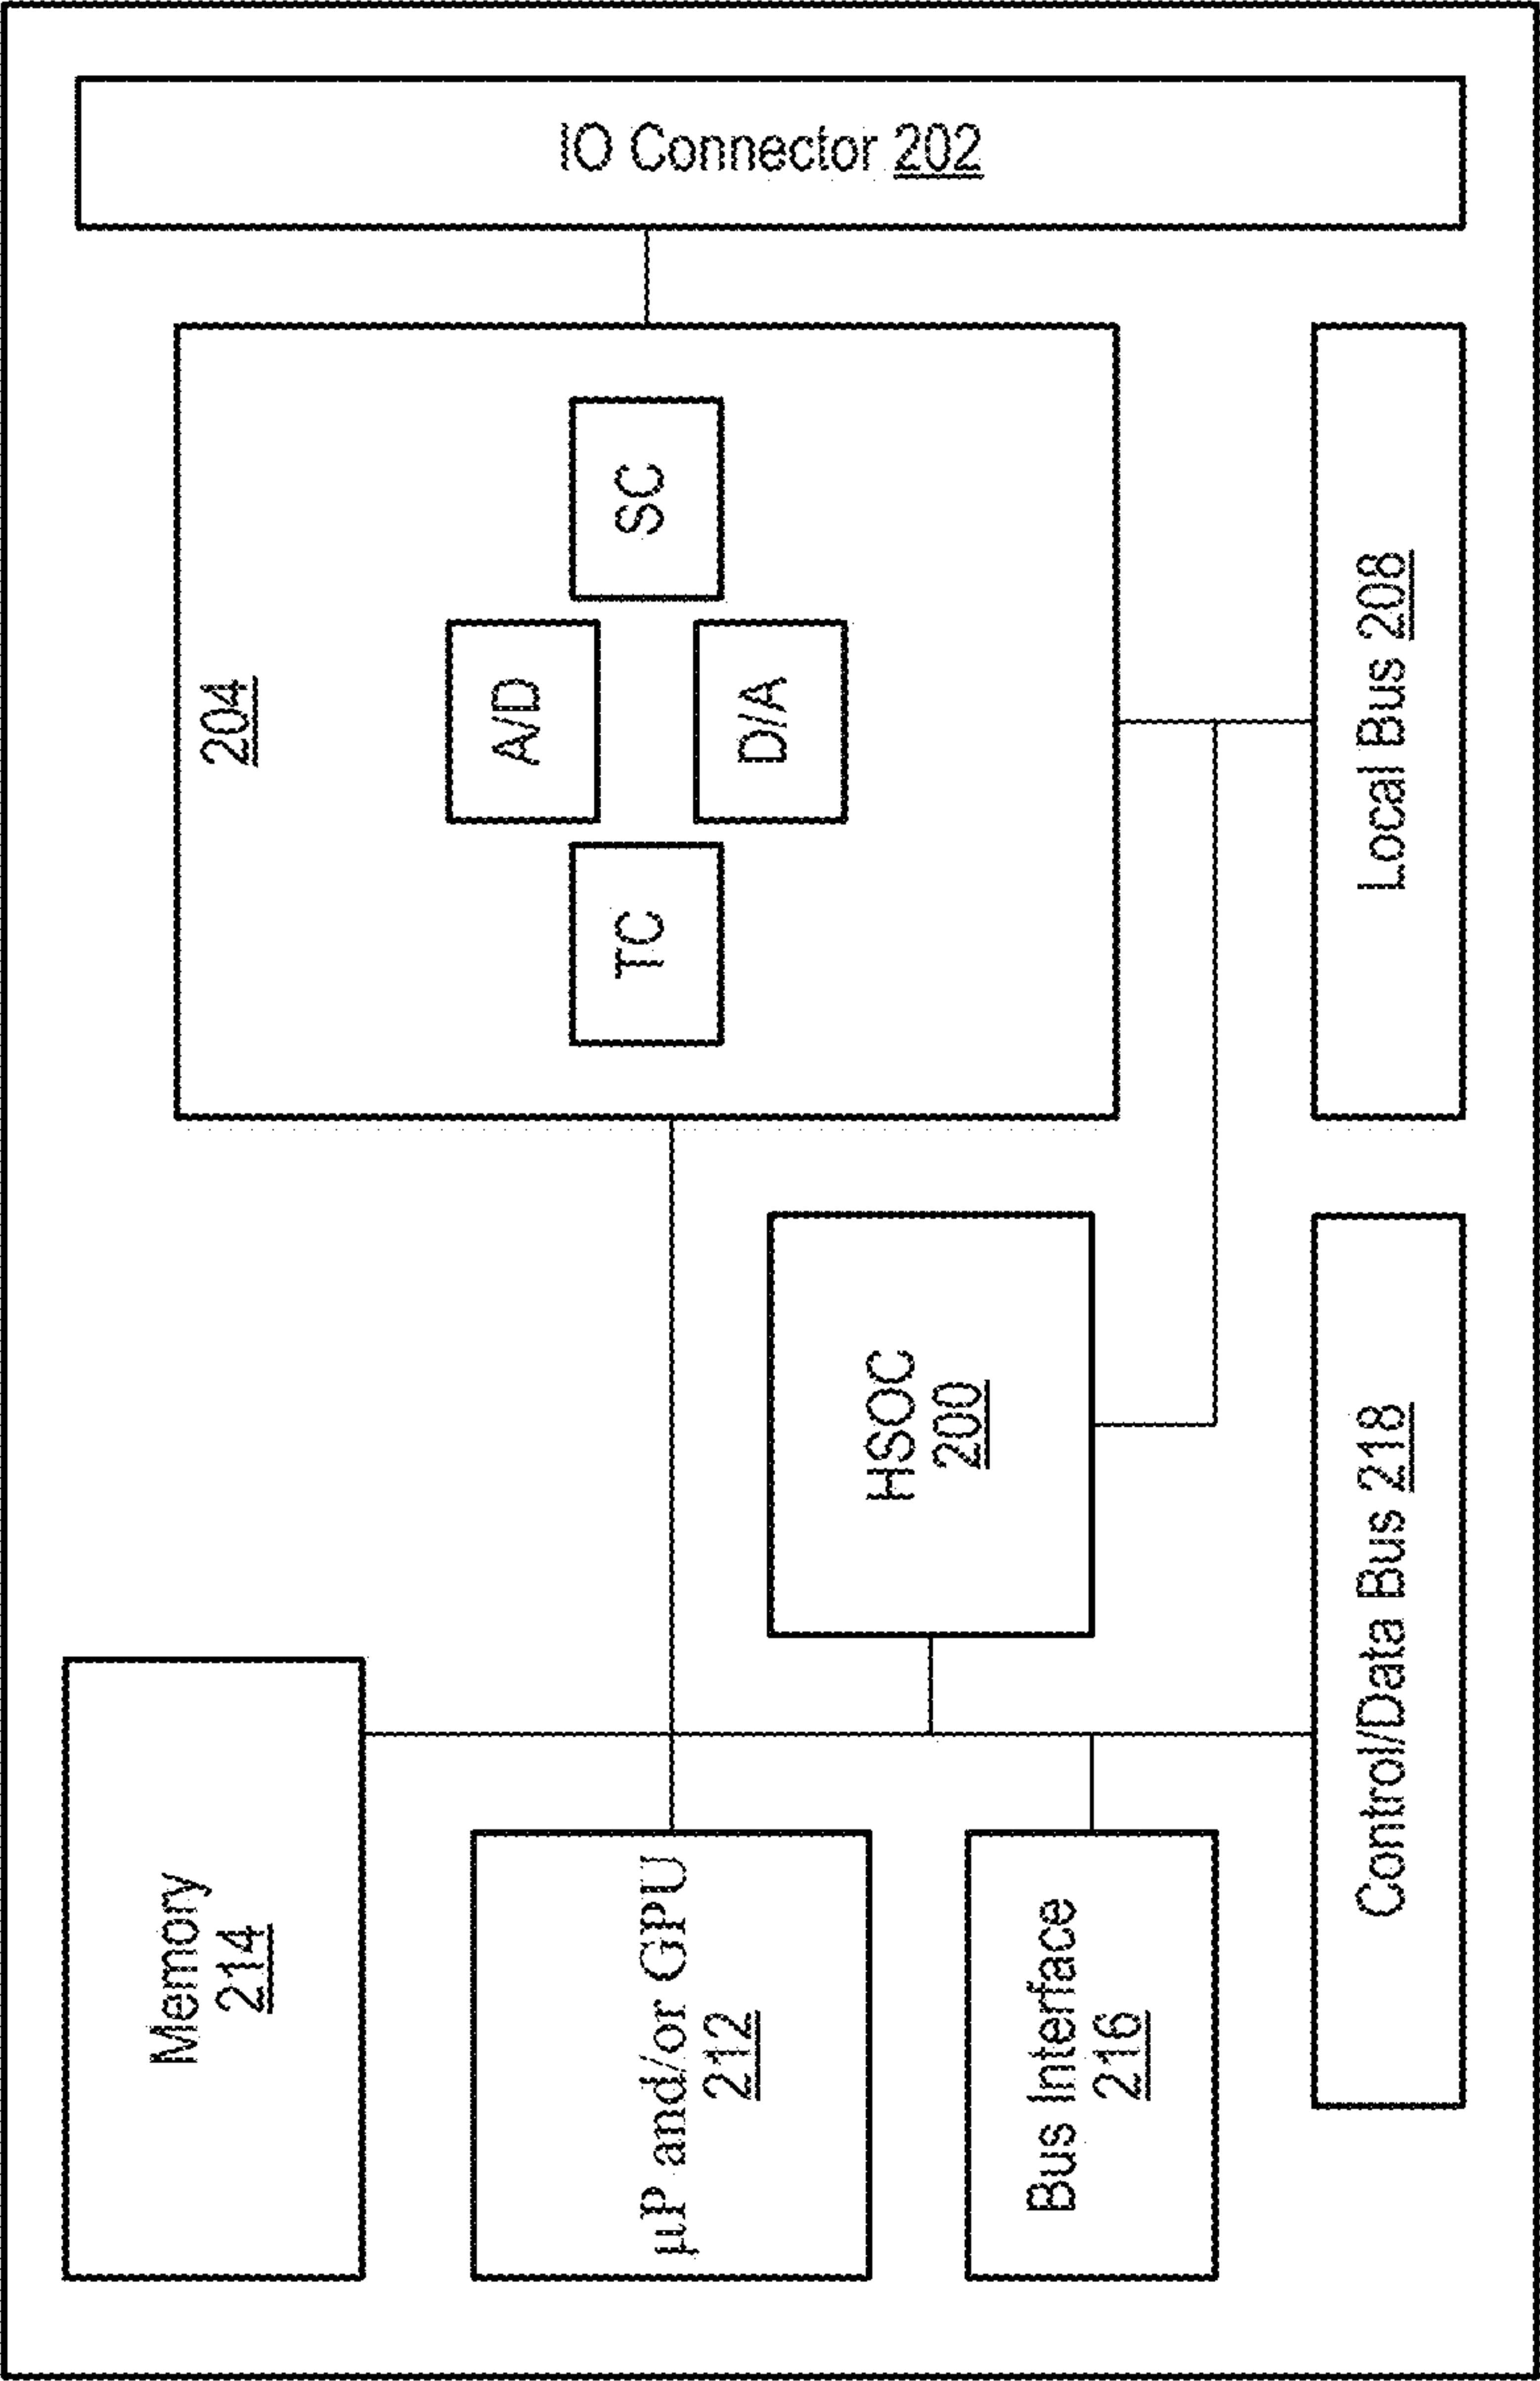 Memory
214
µP and/or GPU
212
Bus Interface
216
HSOC
200
Control/Data Bus 218
204
TC
A/D
D/A
SC
Local Bus 208
IO Connector 202